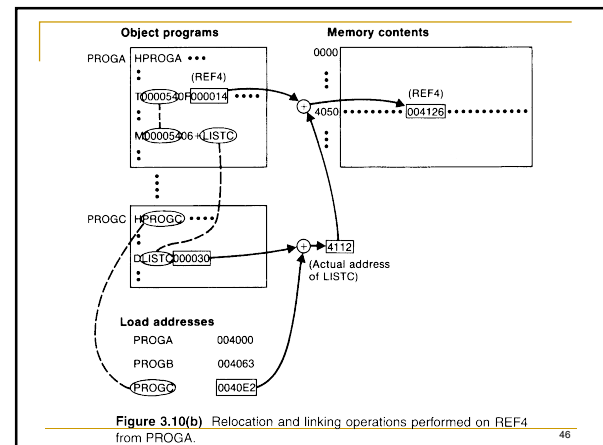 Object programs
Memory contents
PROGA
HPROGA
(REF4)
T0000540F000014
M00005406+LISTC
0000
(REF4)
4050
004126
PROGC
HPROGC
DLISTC000030
4112
(Actual address
of LISTC)
Load addresses
PROGA 004000
PROGB 004063
PROGC 0040E2
Figure 3.10(b) Relocation and linking operations performed on REF4
from PROGA.
46